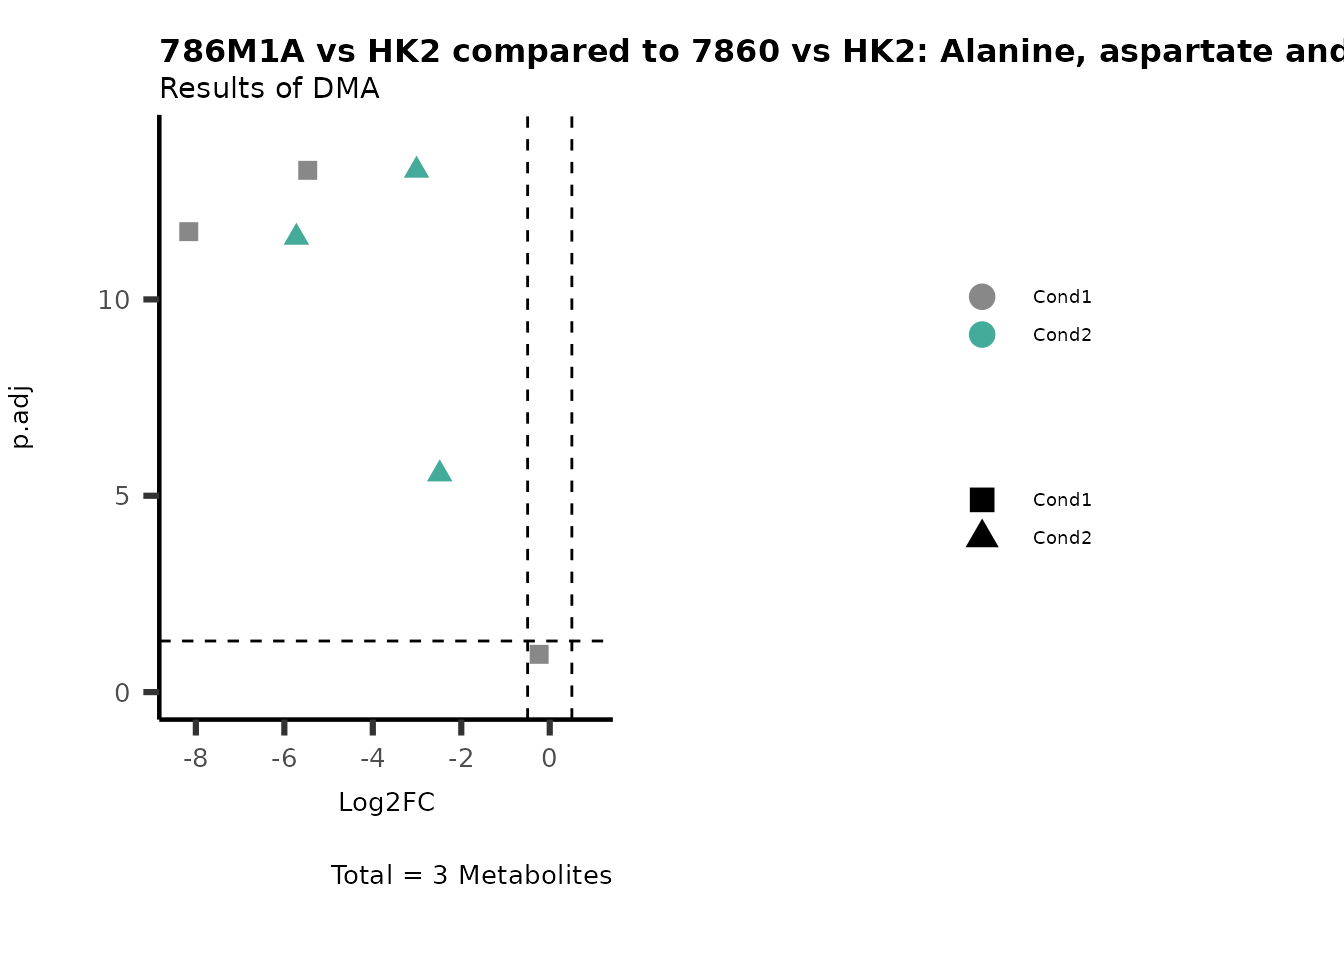 786M1A vs HK2 compared to 7860 vs HK2: Alanine, aspartate and
Results of DMA
10
5
0
p.adj
-8 -6 -4 -2 0
Log2FC
Total = 3 Metabolites
Cond1
Cond2
Cond1
Cond2